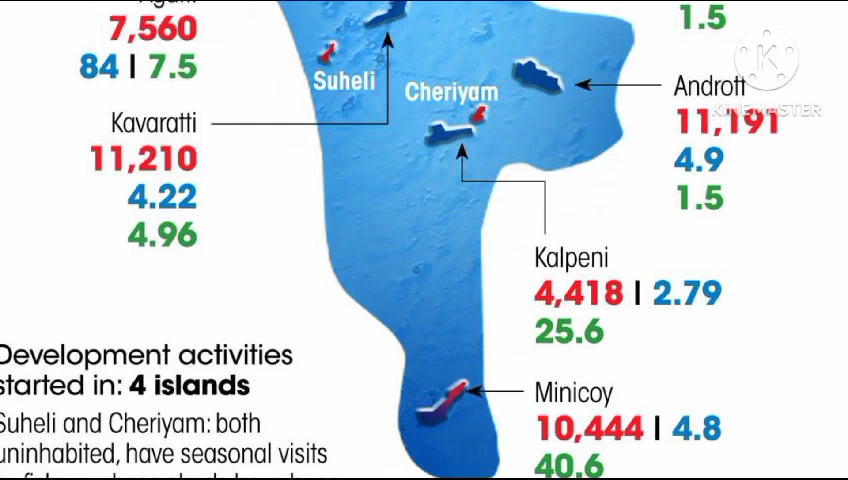 7,560
84 | 7.5
Suheli
Cheriyam
1.5
K
KINEMASTER
Andrott
11,191
4.9
1.5
Kavaratti
11,210
4.22
4.96
Kalpeni
4,418 | 2.79
25.6
Development activities
started in: 4 islands
Suheli and Cheriyam: both
uninhabited, have seasonal visits
Minicoy
10,444 | 4.8
40.6